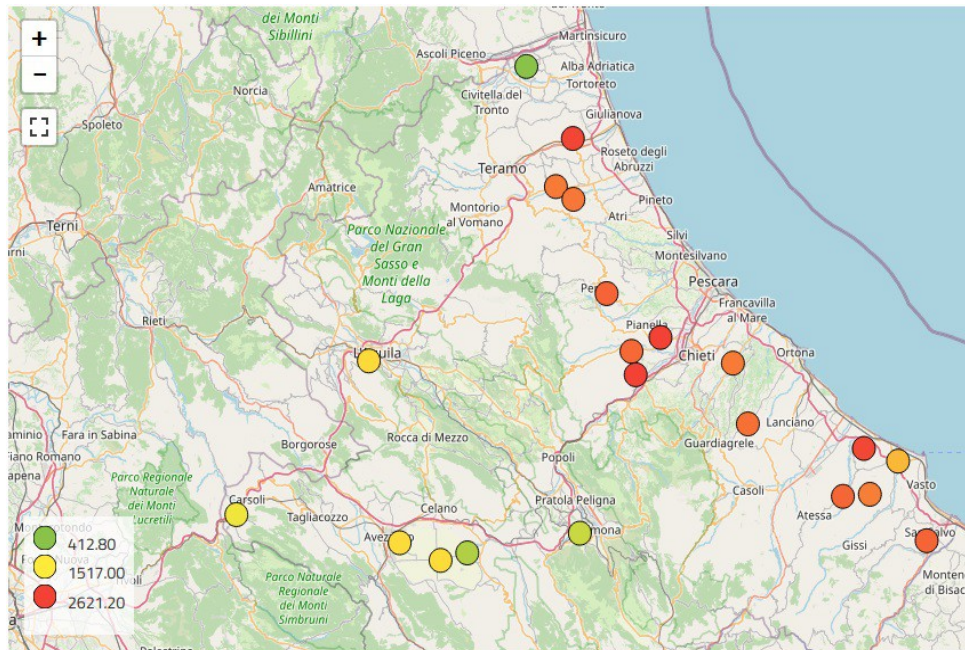 dei Monti
Sibillini
Martinsicuro
Ascoli Piceno
Alba Adriatica
Tortoreto
Civitella del
Tronto
Norcia
Giulianova
Spoleto
Roseto degli
Abruzzi
Teramo
Amatrice
Montorio
al Vomano
Pineto
Atri
Terni
Parco Nazionale
del Gran
Sasso e
Monti della
Laga
Silvi
Montesilvano
Pescara
Francavilla
al Mare
Rieti
Pianella
Chieti
Ortona
Lanciano
Fara in Sabina
Fiano Romano
Borgorose
Rocca di Mezzo
Guardiagrele
Popoli
Parco Regionale
Naturale
dei Monti
Lucretili
Carsoli
Tagliacozzo
Celano
Pratola Peligna
Casoli
Vasto
Atessa
Gissi
Parco Naturale
Regionale
dei Monti
Simbruini
+
−
412.80
1517.00
2621.20